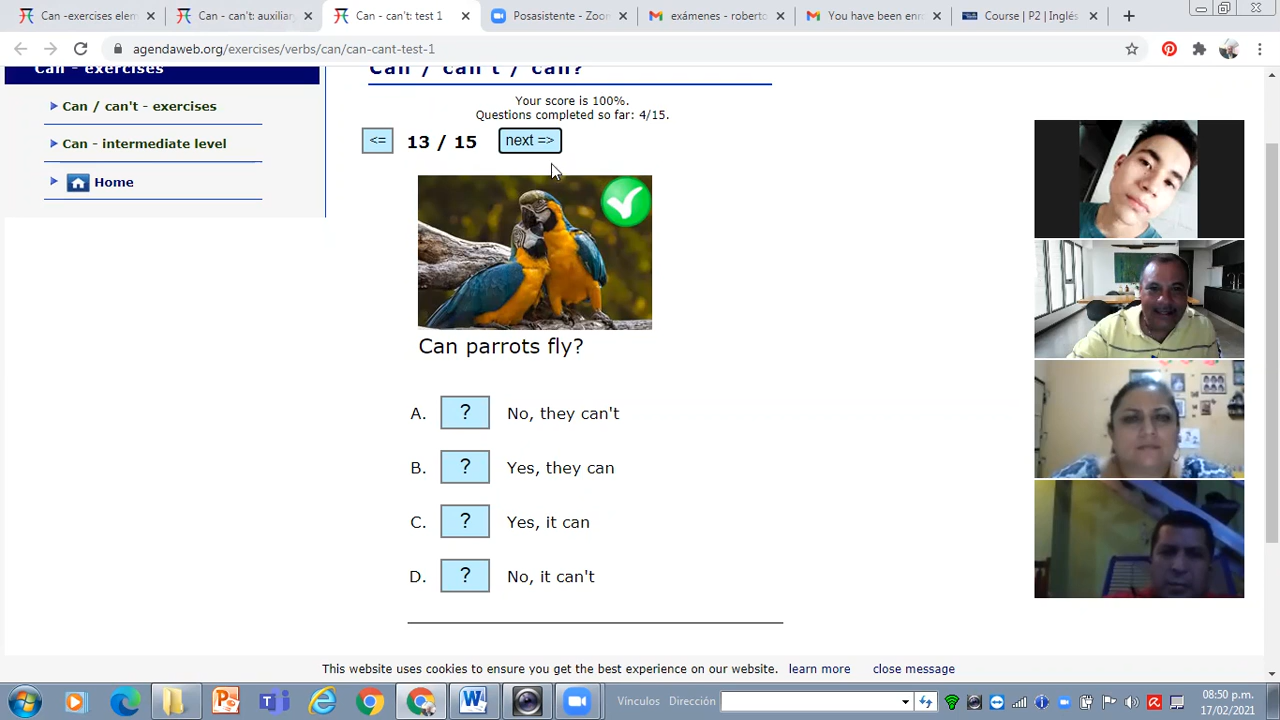 Can -exercises elem
Can - can't: auxiliar
Can - can't: test 1
Posasistente - Zoom
exámenes - roberto
You have been enr
Course | P21 Inglés
agendaweb.org/exercises/verbs/can/can-cant-test-1
Can - exercises
Can / can't - exercises
Can - intermediate level
Home
Can / can't / can?
Your score is 100%.
Questions completed so far: 4/15.
<= 13 / 15 next =>
Can parrots fly?
A. ? No, they can't
B. ? Yes, they can
C. ? Yes, it can
D. ? No, it can't
This website uses cookies to ensure you get the best experience on our website. learn more close message
Vínculos Dirección
08:50 p.m.
17/02/2021